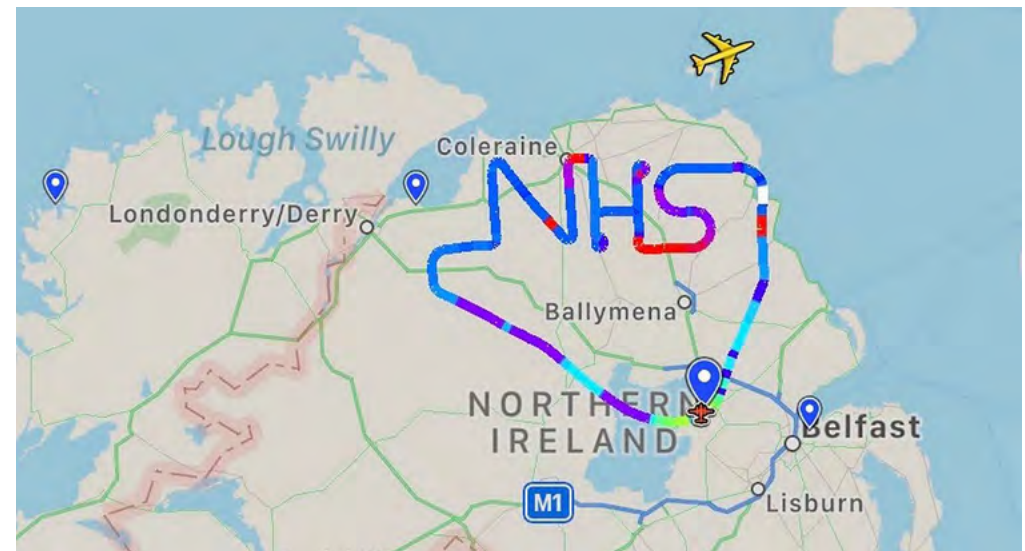 Lough Swilly
Coleraine
NHS
Londonderry/Derry
Ballymena
NORTHERN
IRELAND
Belfast
M1
Lisburn